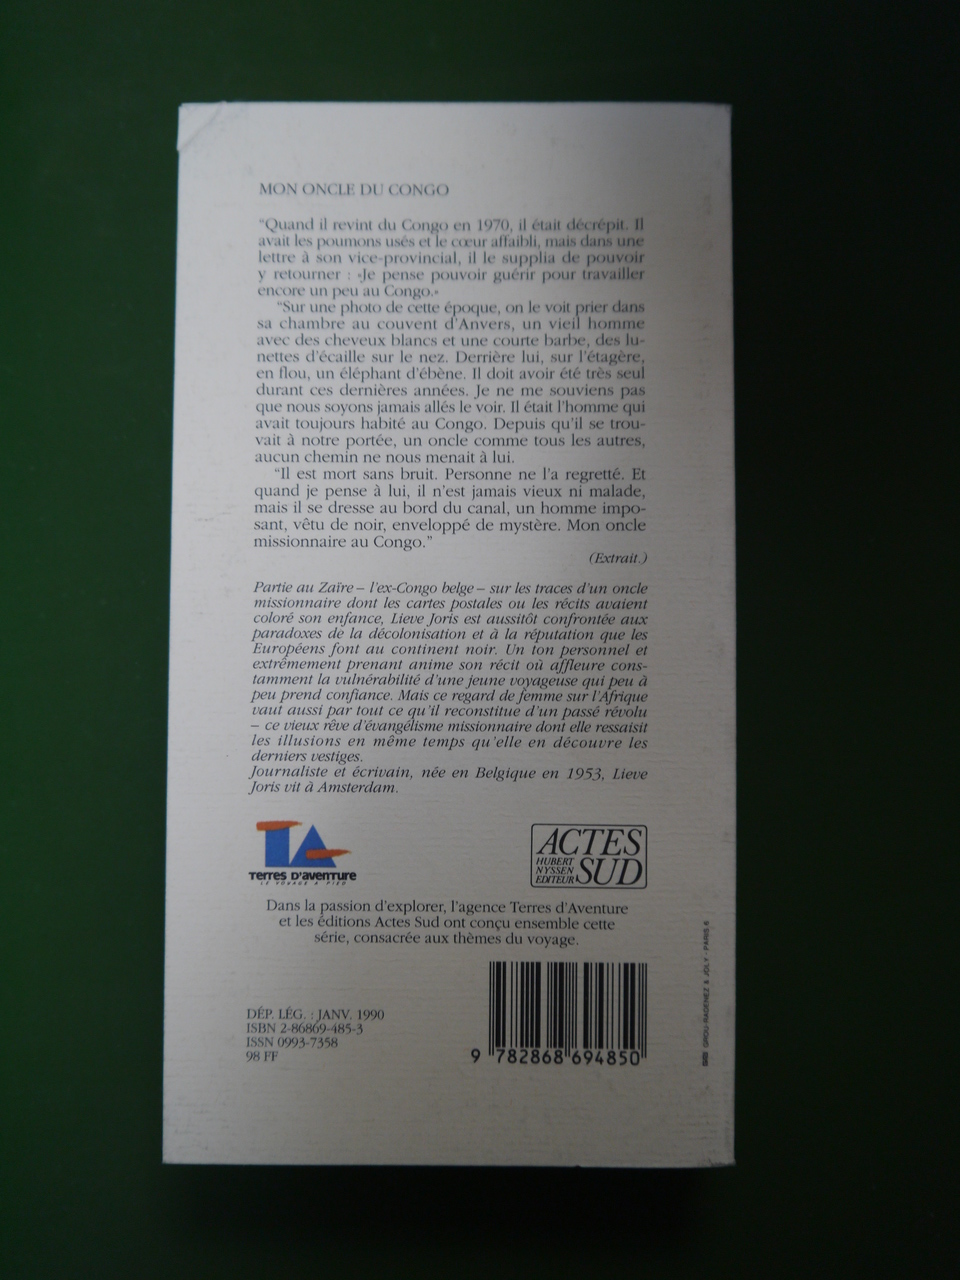 MON ONCLE DU CONGO
“Quand il revint du Congo en 1970, il était décrépit. Il
avait les poumons usés et le cœur affaibli, mais dans une
lettre à son vice-provincial, il le supplia de pouvoir
y retourner : «Je pense pouvoir guérir pour travailler
encore un peu au Congo.»
“Sur une photo de cette époque, on le voit prier dans
sa chambre au couvent d'Anvers, un vieil homme
avec des cheveux blancs et une courte barbe, des lu-
nettes d'écaille sur le nez. Derrière lui, sur l'étagère,
en flou, un éléphant d'ébène. Il doit avoir été très seul
durant ces dernières années. Je ne me souviens pas
que nous soyons jamais allés le voir. Il était l'homme qui
avait toujours habité au Congo. Depuis qu'il se trou-
vait à notre portée, un oncle comme tous les autres,
aucun chemin ne nous menait à lui.
“Il est mort sans bruit. Personne ne l'a regretté. Et
quand je pense à lui, il n'est jamais vieux ni malade,
mais il se dresse au bord du canal, un homme impo-
sant, vêtu de noir, enveloppé de mystère. Mon oncle
missionnaire au Congo.”
(Extrait.)
Partie au Zaïre – l'ex-Congo belge – sur les traces d'un oncle
missionnaire dont les cartes postales ou les récits avaient
coloré son enfance, Lieve Joris est aussitôt confrontée aux
paradoxes de la décolonisation et à la réputation que les
Européens font au continent noir. Un ton personnel et
extrêmement prenant anime son récit où affleure cons-
tamment la vulnérabilité d'une jeune voyageuse qui peu à
peu prend confiance. Mais ce regard de femme sur l'Afrique
vaut aussi par tout ce qu'il reconstitue d'un passé révolu
– ce vieux rêve d'évangélisme missionnaire dont elle ressaisit
les illusions en même temps qu'elle en découvre les
derniers vestiges.
Journaliste et écrivain, née en Belgique en 1953, Lieve
Joris vit à Amsterdam.
TA
TERRES D'AVENTURE
LE VOYAGE A PIED
ACTES
HUBERT
NYSSEN
EDITEUR
SUD
Dans la passion d'explorer, l'agence Terres d'Aventure
et les éditions Actes Sud ont conçu ensemble cette
série, consacrée aux thèmes du voyage.
DÉP. LÉG. : JANV. 1990
ISBN 2-86869-485-3
ISSN 0993-7358
98 FF
9 782868 694850
GROU-RADENEZ & JOLY - PARIS 6